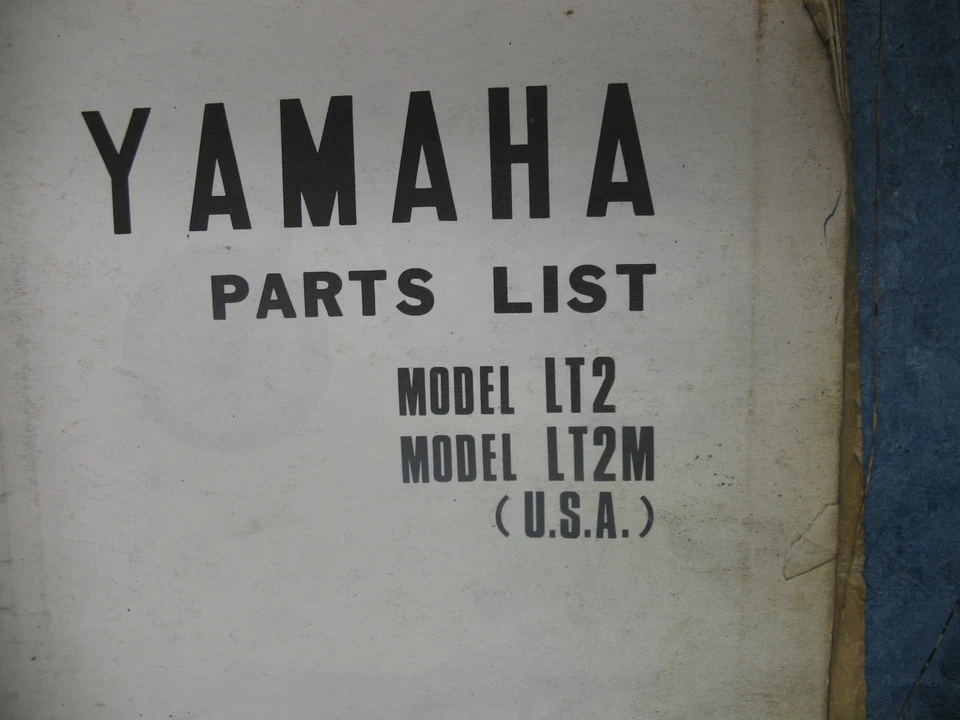 YAMAHA
PARTS LIST
MODEL LT2
MODEL LT2M
(U.S.A.)